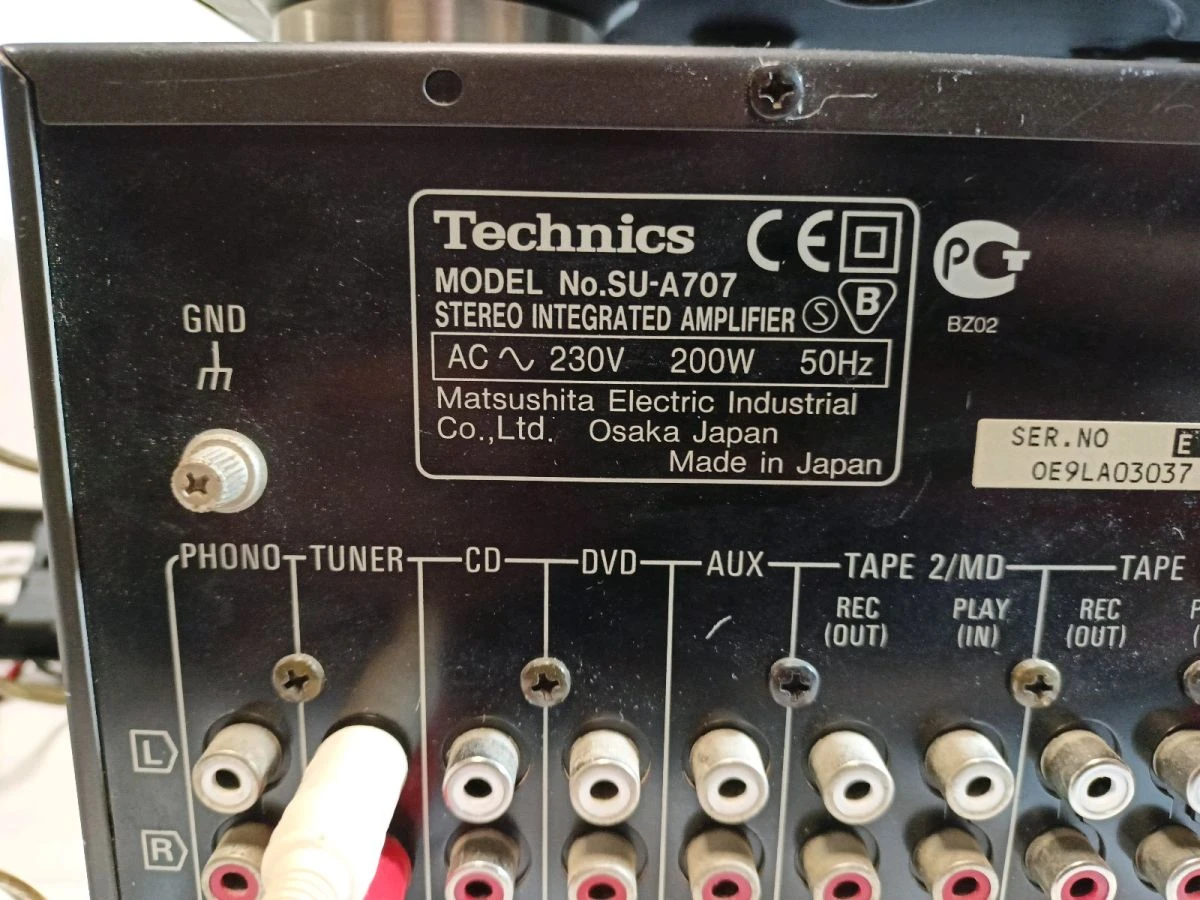 Technics CE
MODEL No.SU-A707
STEREO INTEGRATED AMPLIFIER S B
AC 230V 200W 50Hz
Matsushita Electric Industrial
Co.,Ltd. Osaka Japan
Made in Japan
PCT
BZ02
GND
SER.NO E
0E9LA03037
PHONO TUNER CD DVD AUX TAPE 2/MD TAPE
REC PLAY REC
(OUT) (IN) (OUT)
L
R